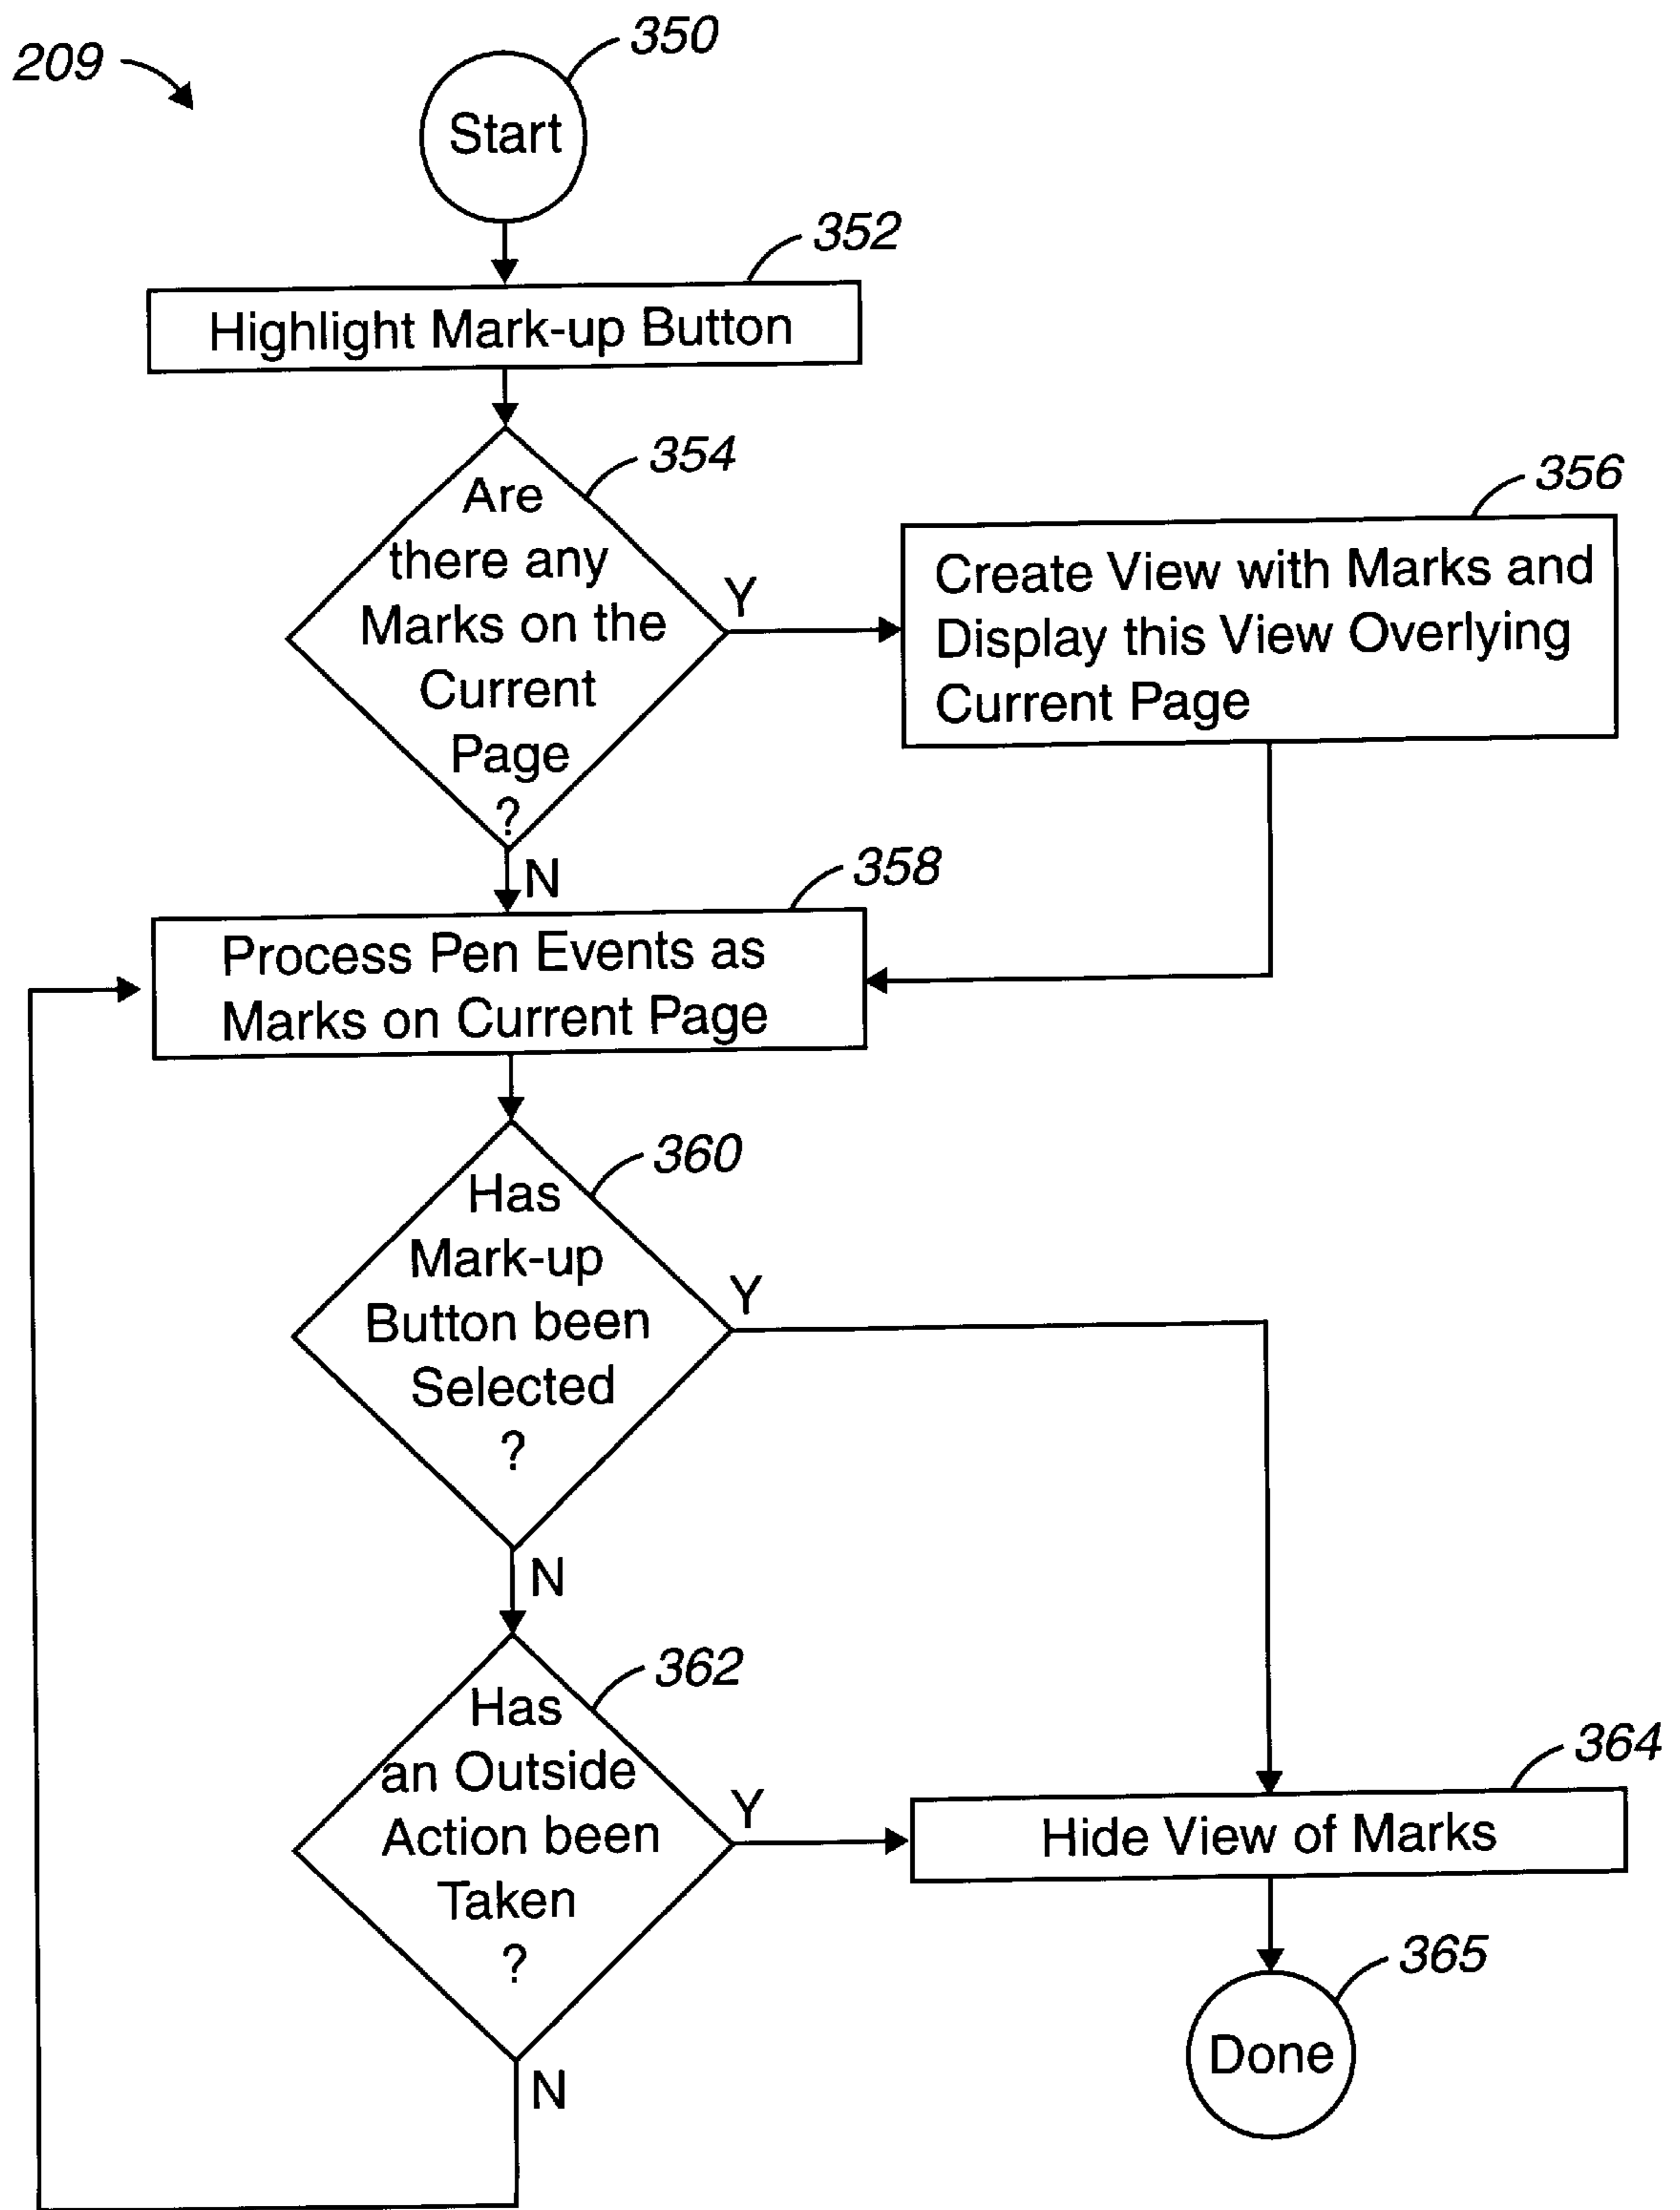 209
350
Start
352
Highlight Mark-up Button
354
Are
there any
Marks on the
Current
Page
?
Y
N
356
Create View with Marks and
Display this View Overlying
Current Page
358
Process Pen Events as
Marks on Current Page
360
Has
Mark-up
Button been
Selected
?
Y
N
362
Has
an Outside
Action been
Taken
?
Y
N
364
Hide View of Marks
365
Done